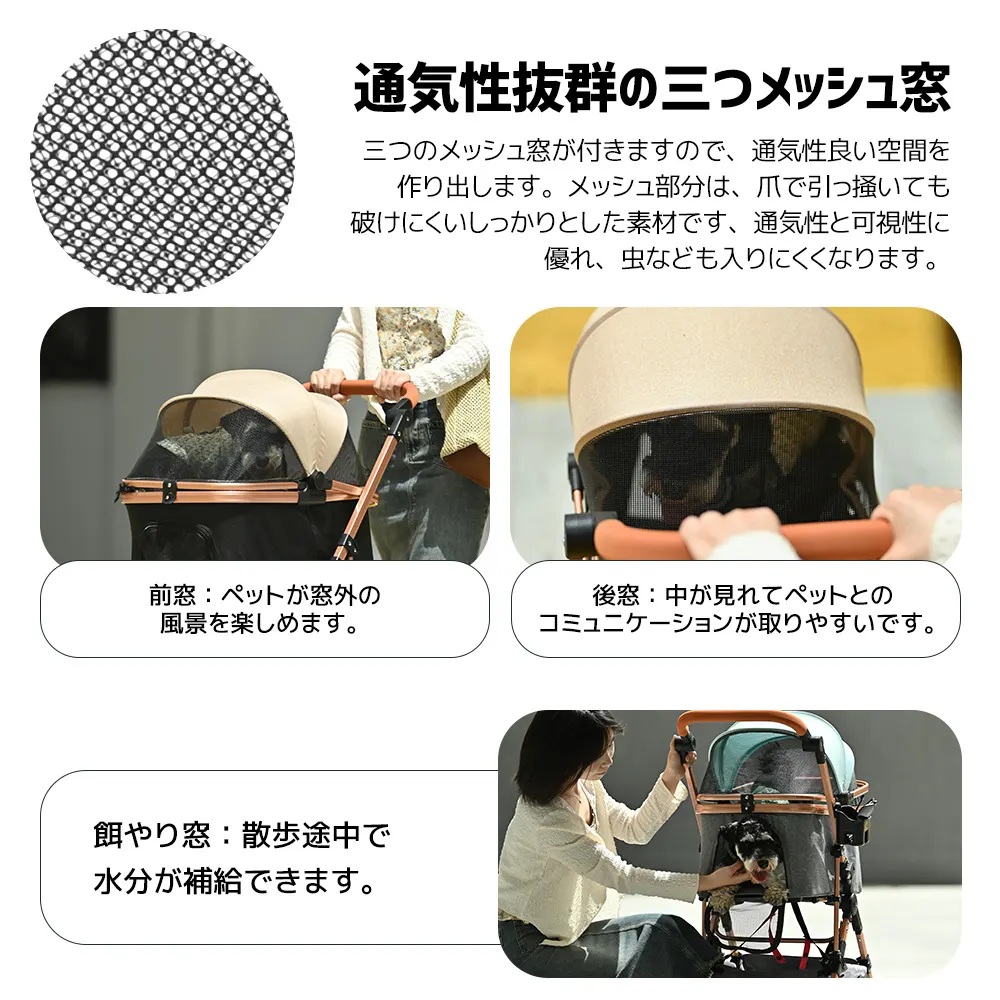 通気性抜群の三つメッシュ窓
三つのメッシュ窓が付きますので、通気性良い空間を
作り出します。メッシュ部分は、爪で引っ掻いても
破けにくいしっかりとした素材です、通気性と可視性に
優れ、虫なども入りにくくなります。
前窓：ペットが窓外の
風景を楽しめます。
後窓：中が見れてペットとの
コミュニケーションが取りやすいです。
餌やり窓：散歩途中で
水分が補給できます。